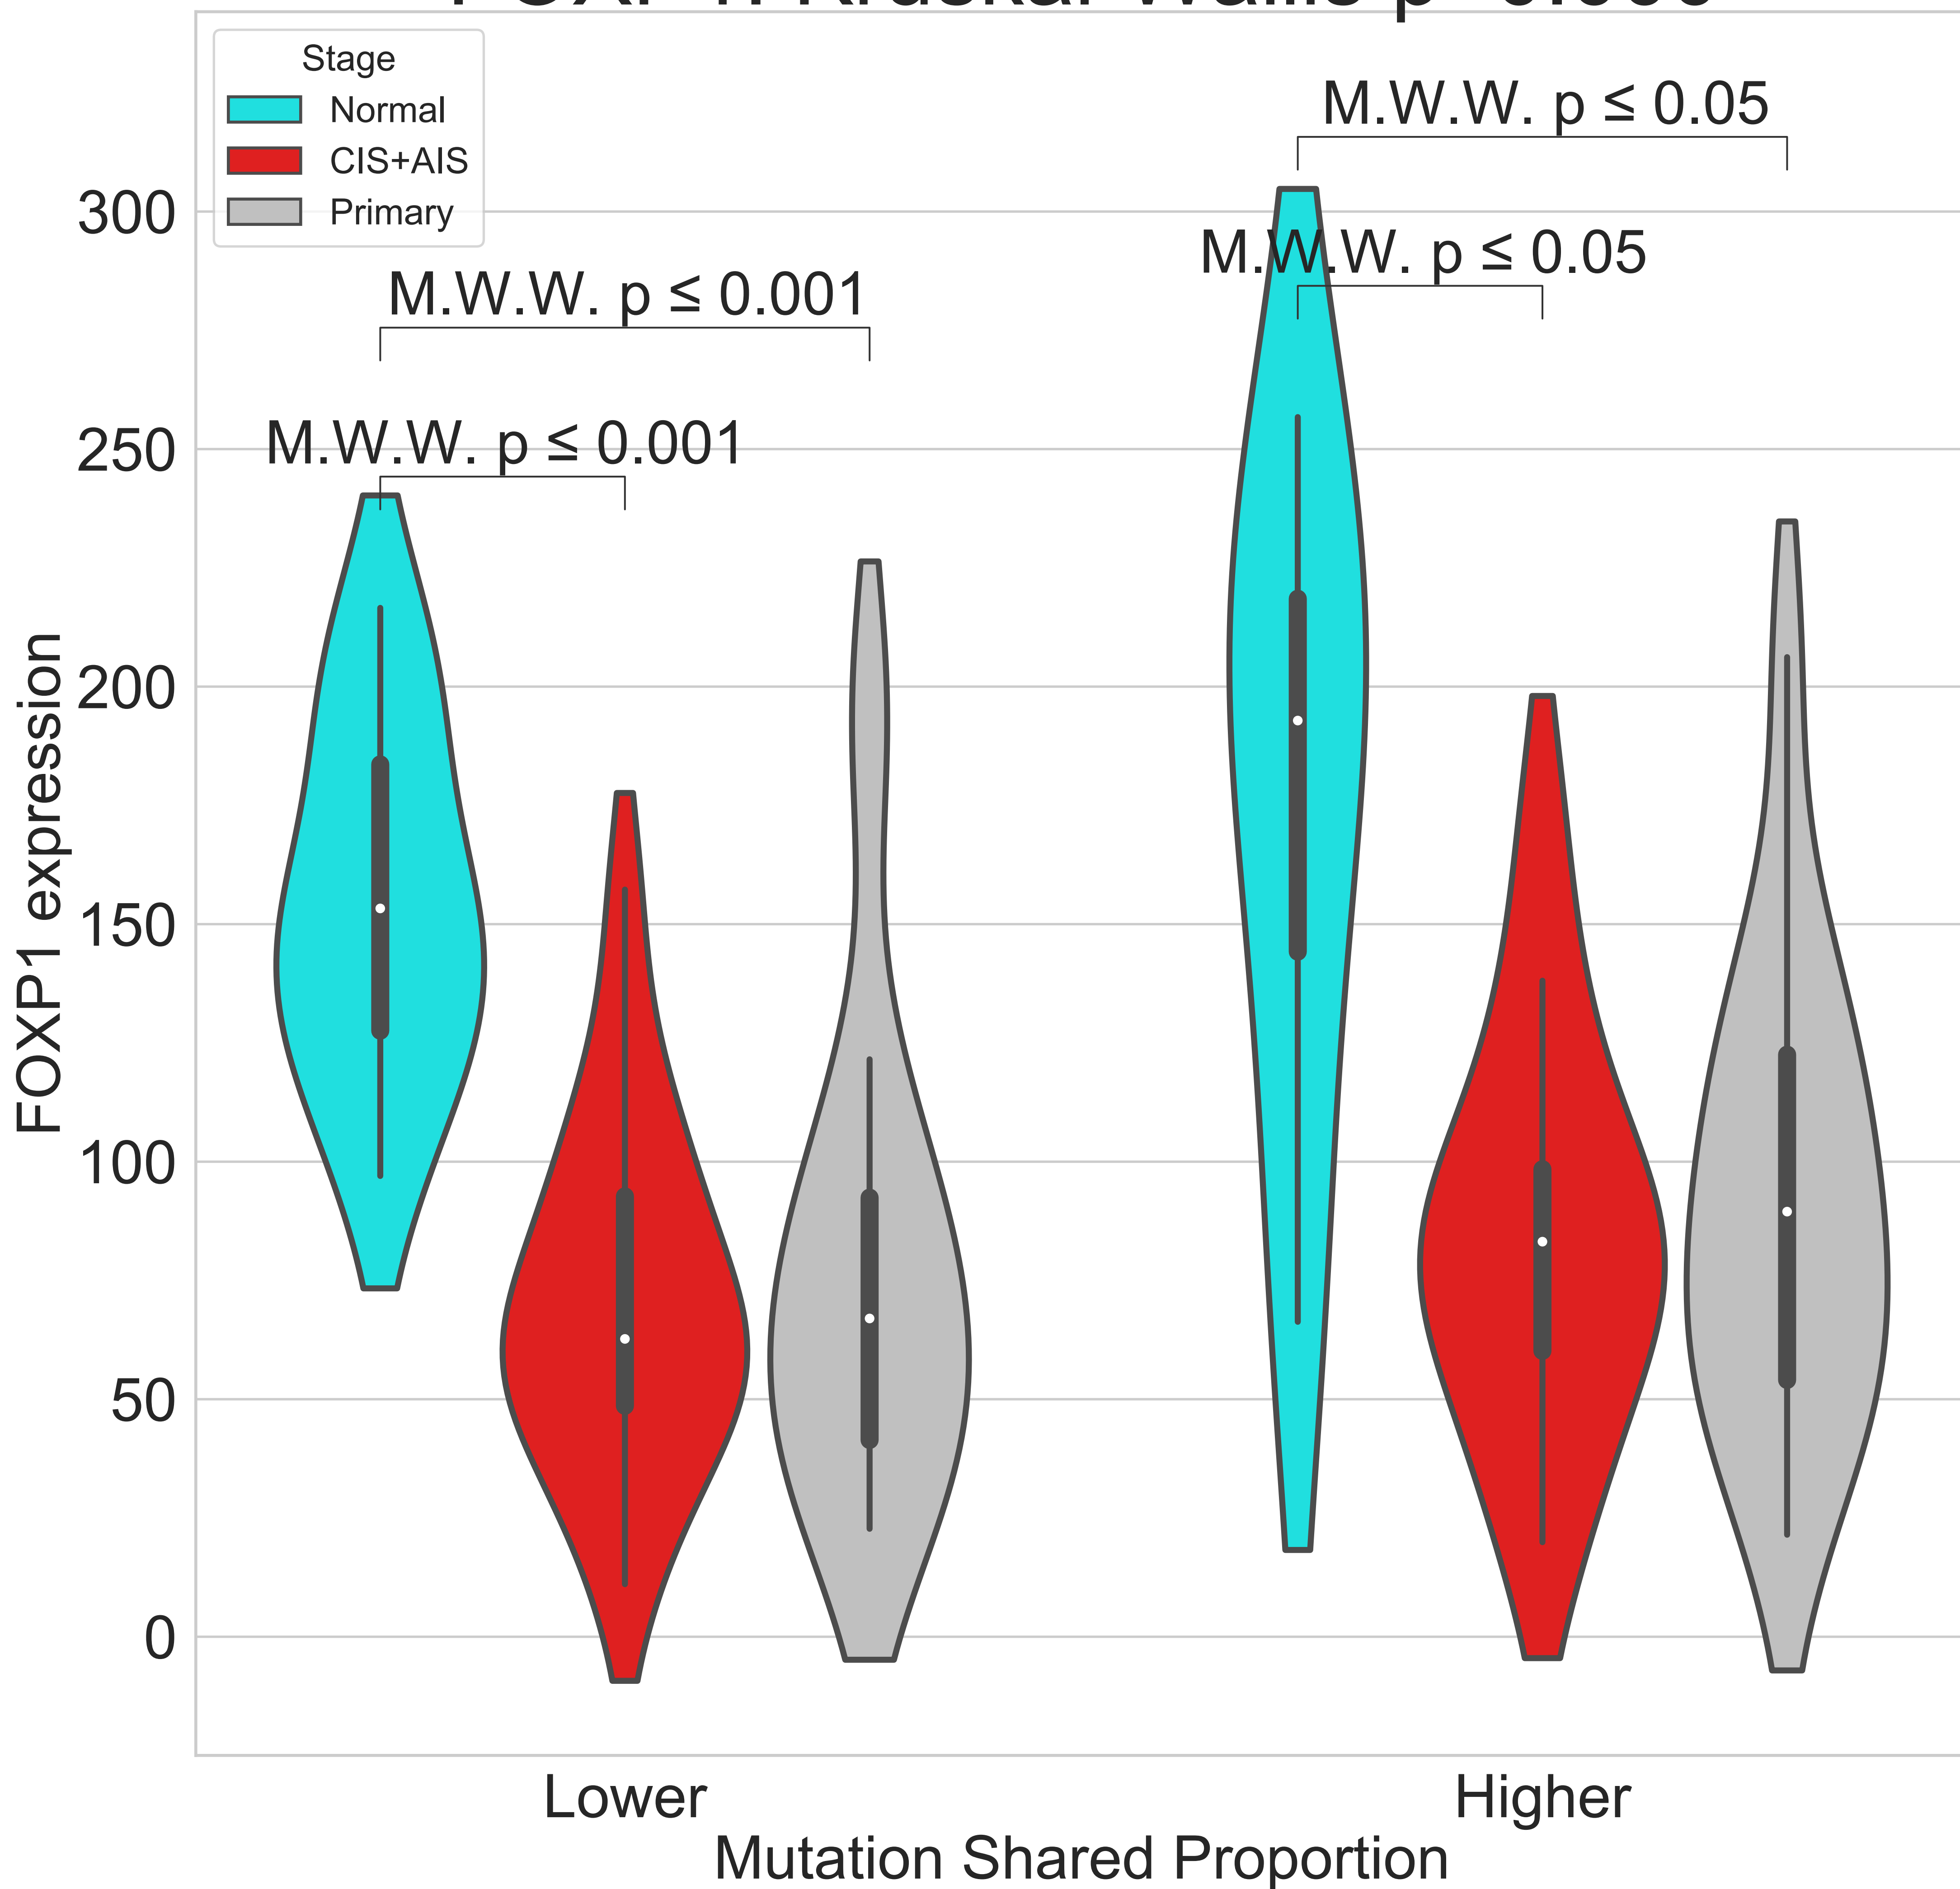 Stage
Normal
CIS+AIS
Primary
M.W.W. p ≤ 0.05
M.W.W. p ≤ 0.05
M.W.W. p ≤ 0.001
M.W.W. p ≤ 0.001
300
250
200
150
100
50
0
FOXP1 expression
Lower
Higher
Mutation Shared Proportion